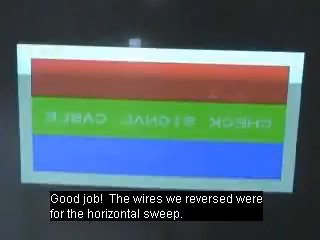 CHECK SIGNAL CABLE
Good job!  The wires we reversed were
for the horizontal sweep.